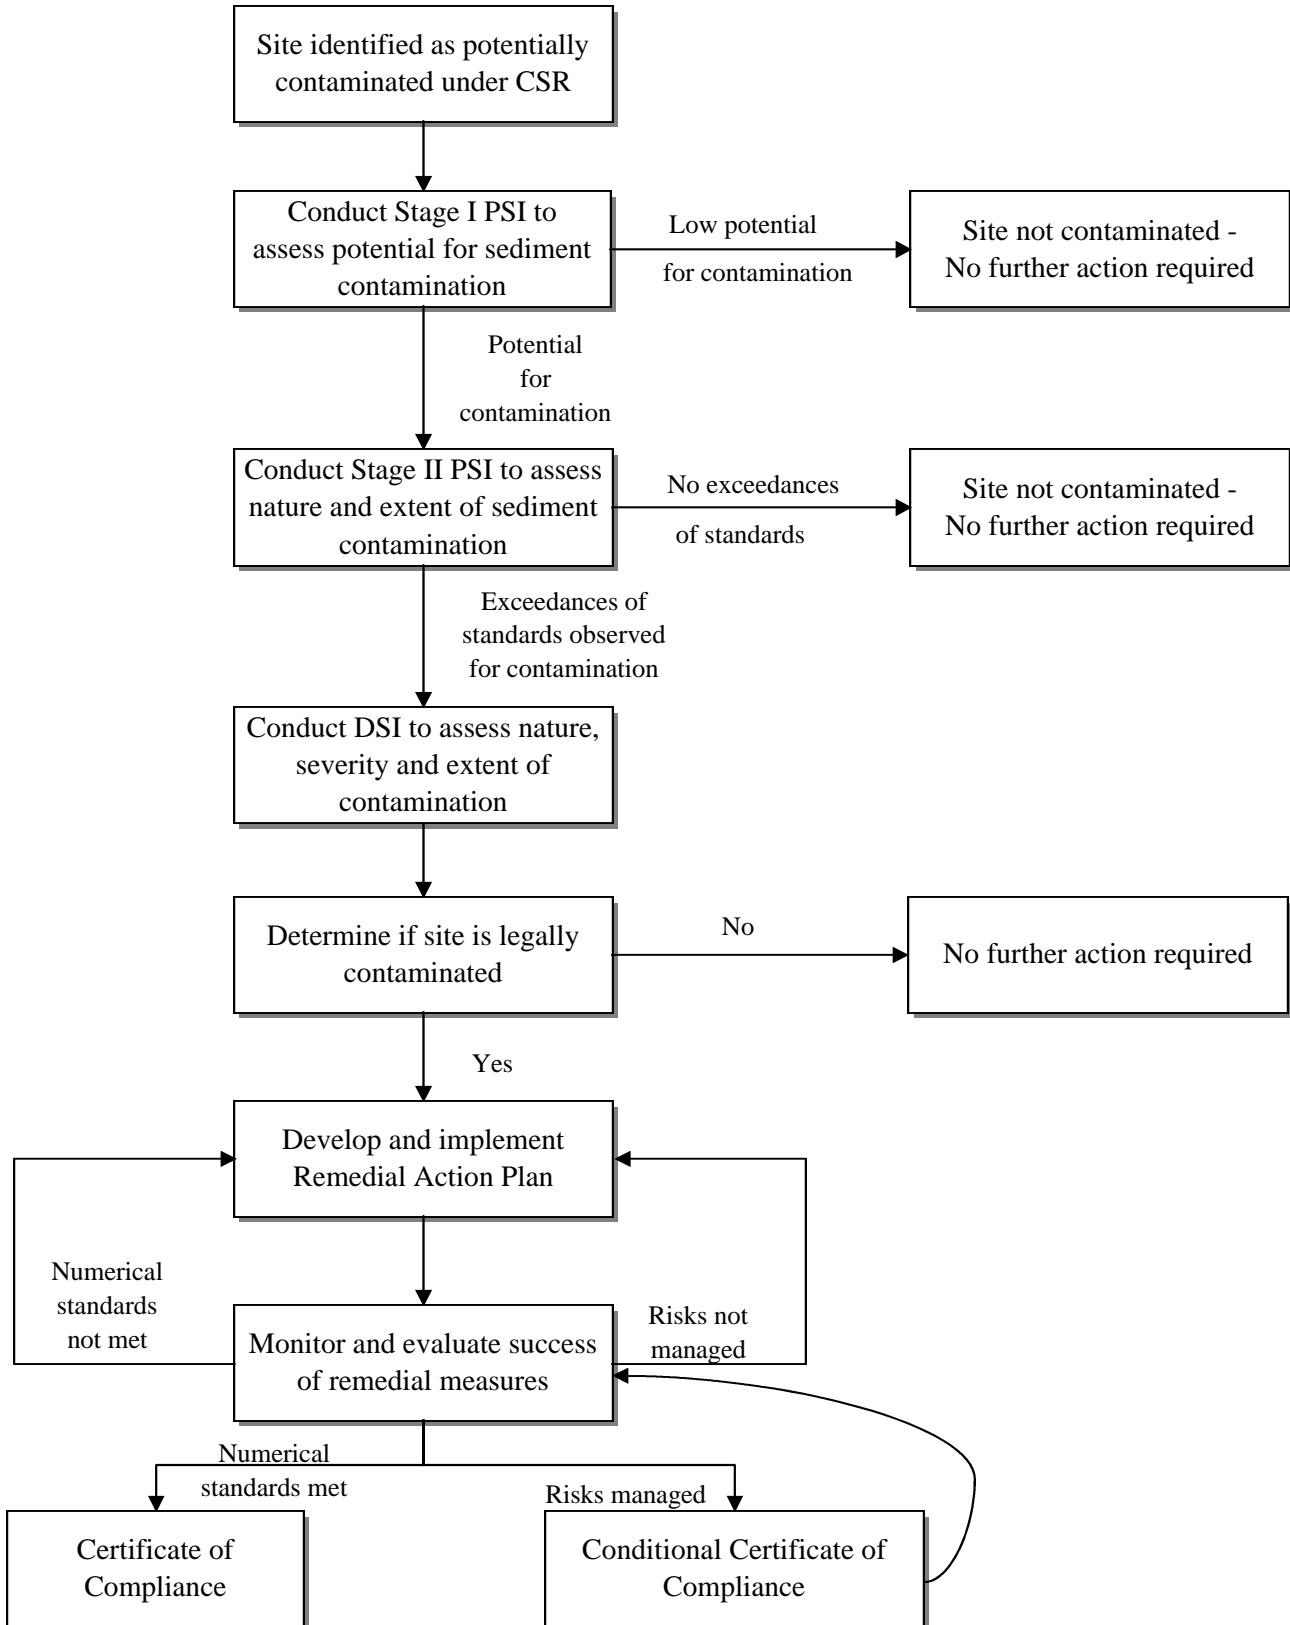 Site identified as potentially
contaminated under CSR
Conduct Stage I PSI to
assess potential for sediment
contamination
Low potential
for contamination
Site not contaminated -
No further action required
Potential
for
contamination
Conduct Stage II PSI to assess
nature and extent of sediment
contamination
No exceedances
of standards
Site not contaminated -
No further action required
Exceedances of
standards observed
for contamination
Conduct DSI to assess nature,
severity and extent of
contamination
Determine if site is legally
contaminated
No
No further action required
Yes
Develop and implement
Remedial Action Plan
Numerical
standards
not met
Monitor and evaluate success
of remedial measures
Risks not
managed
Numerical
standards met
Risks managed
Certificate of
Compliance
Conditional Certificate of
Compliance